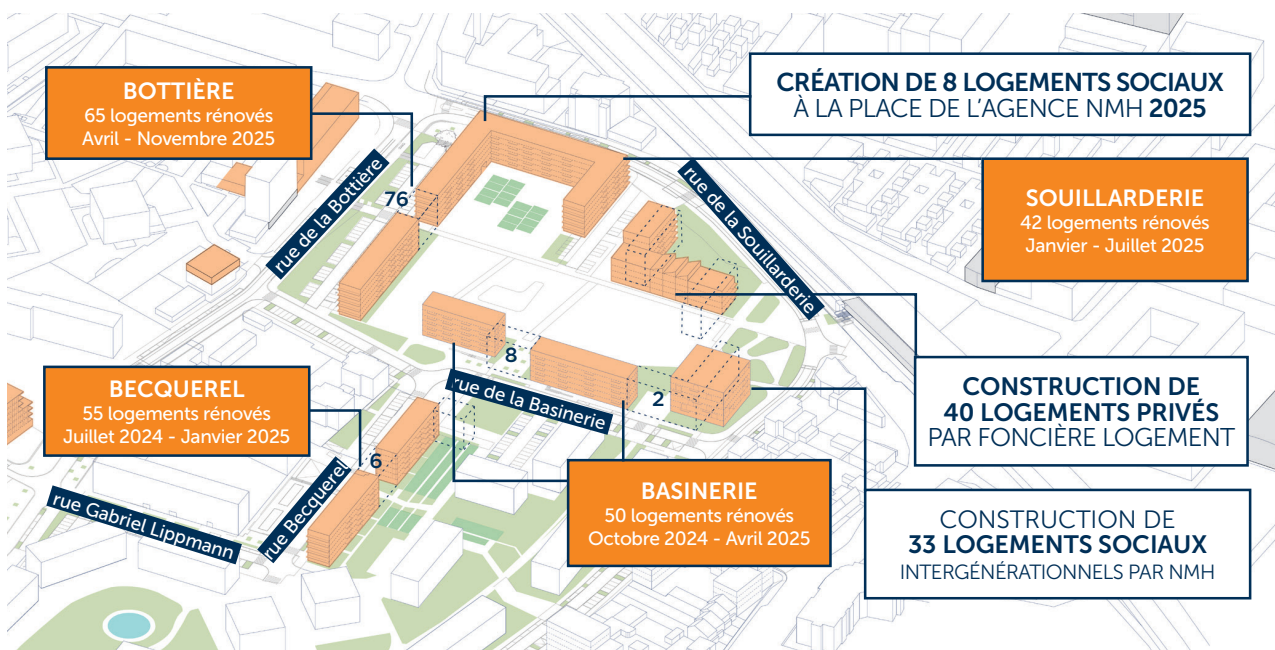 BOTTIÈRE
65 logements rénovés
Avril - Novembre 2025
CRÉATION DE 8 LOGEMENTS SOCIAUX
À LA PLACE DE L’AGENCE NMH 2025
SOUILLARDERIE
42 logements rénovés
Janvier - Juillet 2025
76
rue de la Bottière
rue de la Souillarderie
8
rue de la Basinerie
2
BECQUEREL
55 logements rénovés
Juillet 2024 - Janvier 2025
6
rue Becquerel
rue Gabriel Lippmann
BASINERIE
50 logements rénovés
Octobre 2024 - Avril 2025
CONSTRUCTION DE
40 LOGEMENTS PRIVÉS
PAR FONCIÈRE LOGEMENT
CONSTRUCTION DE
33 LOGEMENTS SOCIAUX
INTERGÉNÉRATIONNELS PAR NMH